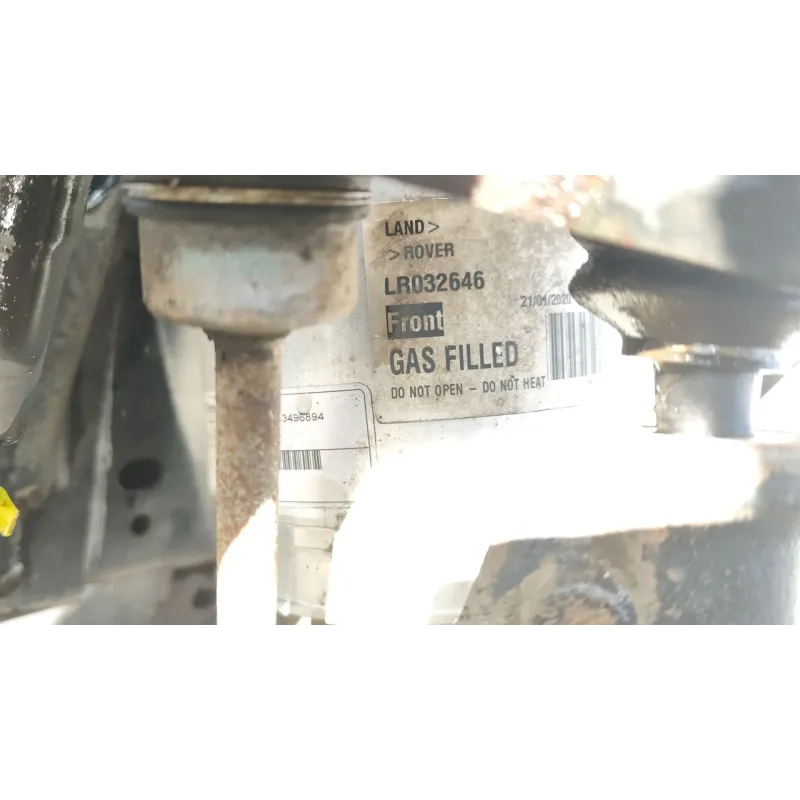 LAND>
>ROVER
LR032646
21/01/2020
Front
GAS FILLED
DO NOT OPEN - DO NOT HEAT
3496894